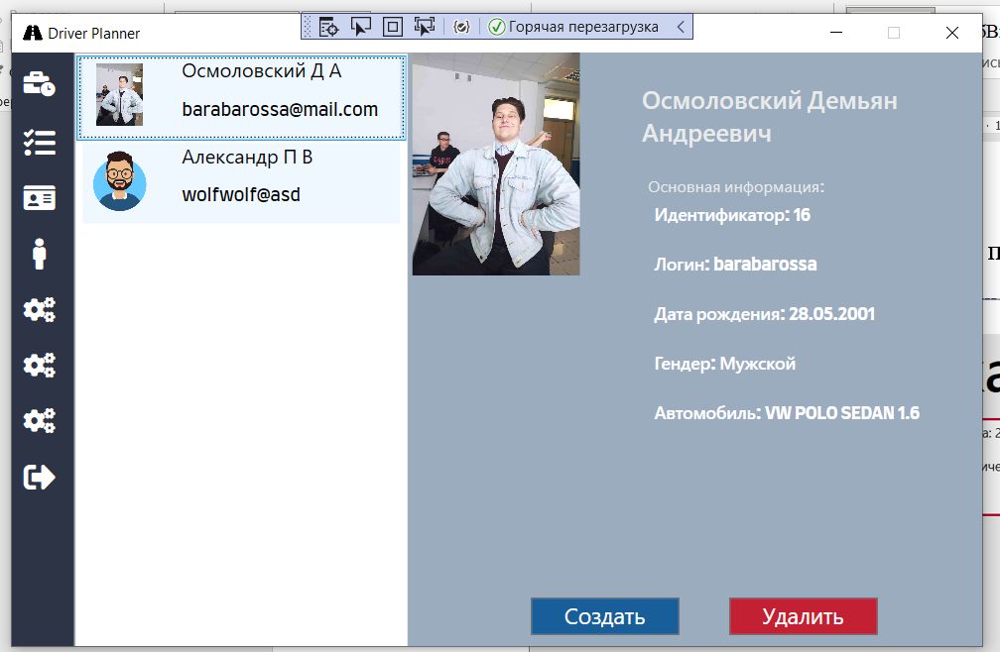 Driver Planner
Горячая перезагрузка
Осмоловский Д А
barabarossa@mail.com
Александр П В
wolfwolf@asd
Осмоловский Демьян
Андреевич
Основная информация:
Идентификатор: 16
Логин: barabarossa
Дата рождения: 28.05.2001
Гендер: Мужской
Автомобиль: VW POLO SEDAN 1.6
Создать
Удалить